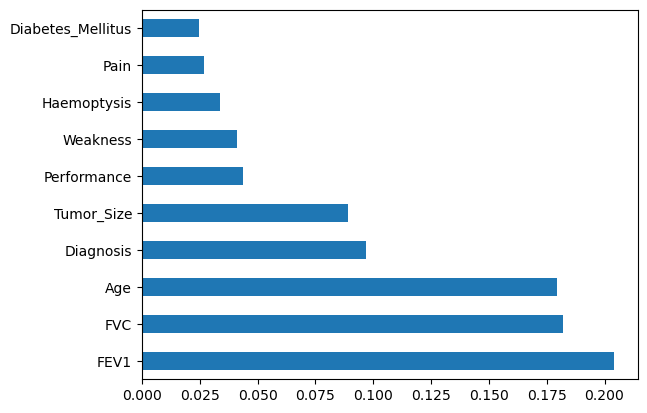 Diabetes_Mellitus
Pain
Haemoptysis
Weakness
Performance
Tumor_Size
Diagnosis
Age
FVC
FEV1
0.000 0.025 0.050 0.075 0.100 0.125 0.150 0.175 0.200